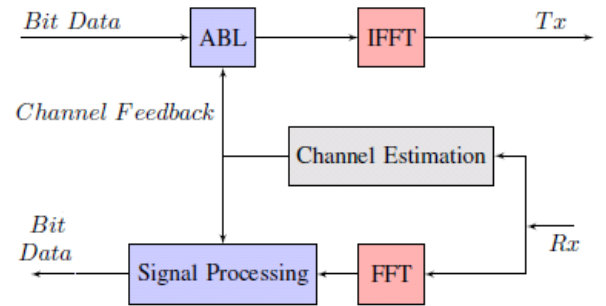 Bit Data
ABL
IFFT
Tx
Channel Feedback
Channel Estimation
Bit
Data
Rx
Signal Processing
FFT